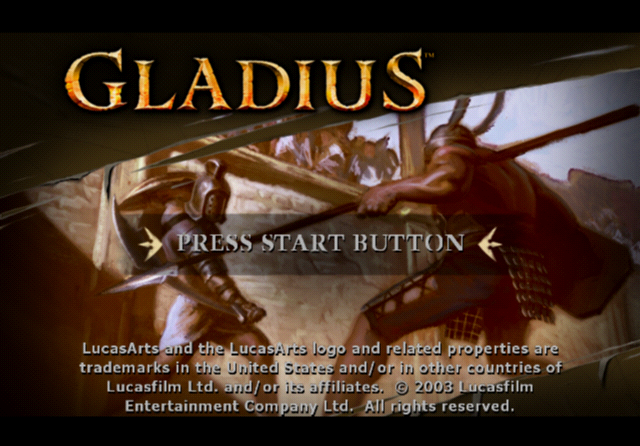 GLADIUS™
PRESS START BUTTON
LucasArts and the LucasArts logo and related properties are
trademarks in the United States and/or in other countries of
Lucasfilm Ltd. and/or its affiliates. © 2003 Lucasfilm
Entertainment Company Ltd. All rights reserved.